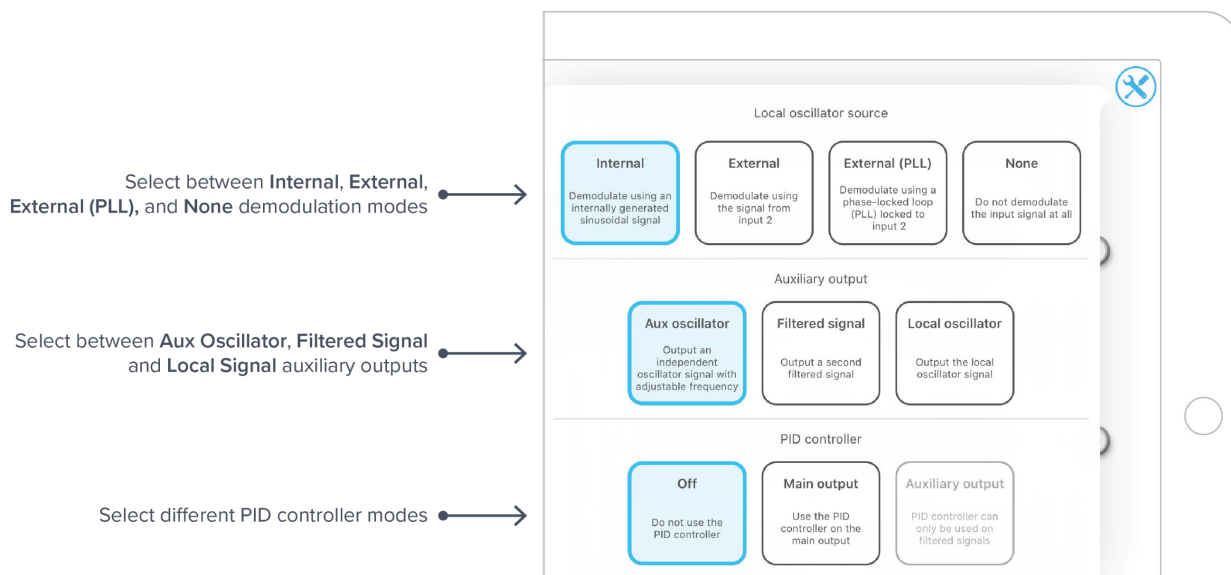 Local oscillator source
Internal
Demodulate using an
internally generated
sinusoidal signal
External
Demodulate using
the signal from
input 2
External (PLL)
Demodulate using a
phase-locked loop
(PLL) locked to
input 2
None
Do not demodulate
the input signal at all
Select between Internal, External,
External (PLL), and None demodulation modes
Auxiliary output
Aux oscillator
Output an
independent
oscillator signal with
adjustable frequency
Filtered signal
Output a second
filtered signal
Local oscillator
Output the local
oscillator signal
Select between Aux Oscillator, Filtered Signal
and Local Signal auxiliary outputs
PID controller
Off
Do not use the
PID controller
Main output
Use the PID
controller on the
main output
Auxiliary output
PID controller can
only be used on
filtered signals
Select different PID controller modes